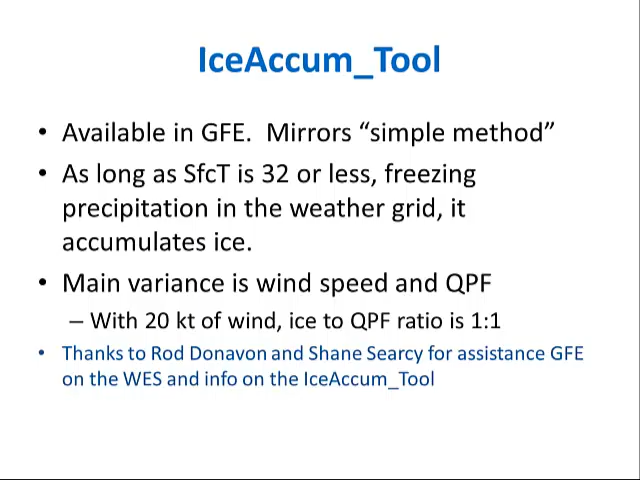 IceAccum_Tool
• Available in GFE.  Mirrors “simple method”
• As long as SfcT is 32 or less, freezing
precipitation in the weather grid, it
accumulates ice.
• Main variance is wind speed and QPF
– With 20 kt of wind, ice to QPF ratio is 1:1
• Thanks to Rod Donavon and Shane Searcy for assistance GFE
on the WES and info on the IceAccum_Tool